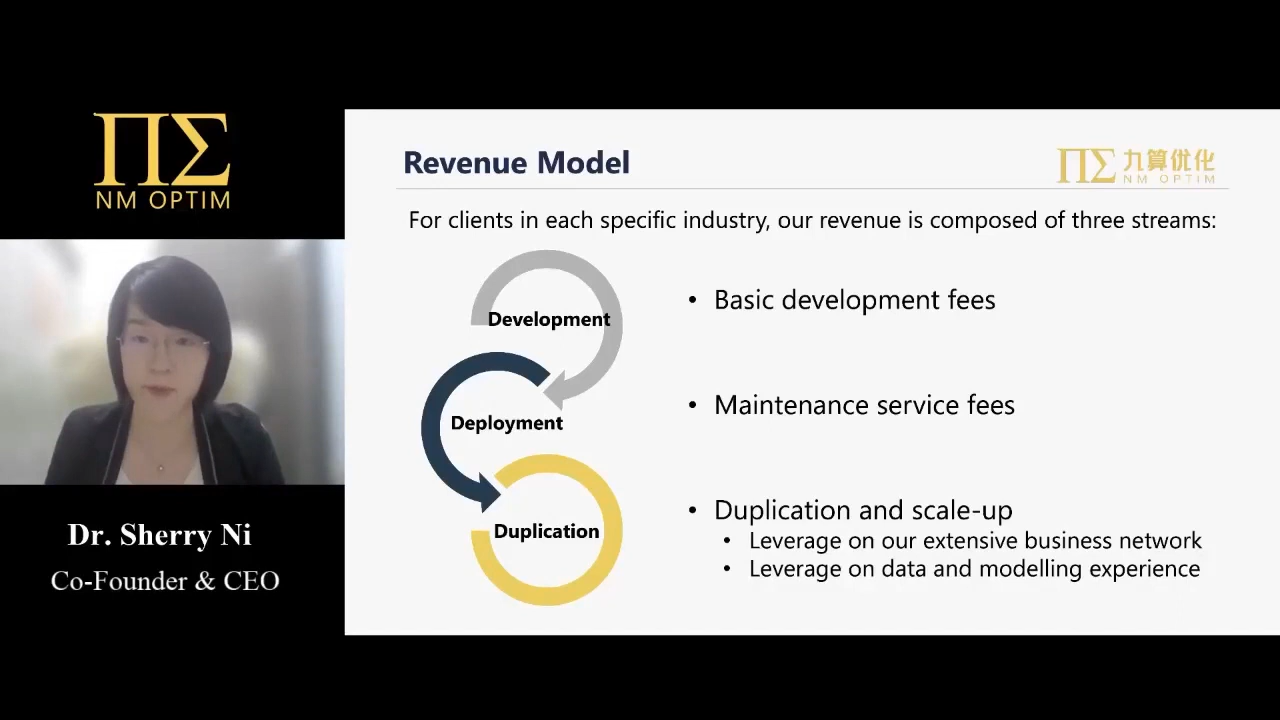 ΠΣ
NM OPTIM
Dr. Sherry Ni
Co-Founder & CEO
Revenue Model
ΠΣ 九算优化
NM OPTIM
For clients in each specific industry, our revenue is composed of three streams:
Development
• Basic development fees
Deployment
• Maintenance service fees
Duplication
• Duplication and scale-up
• Leverage on our extensive business network
• Leverage on data and modelling experience